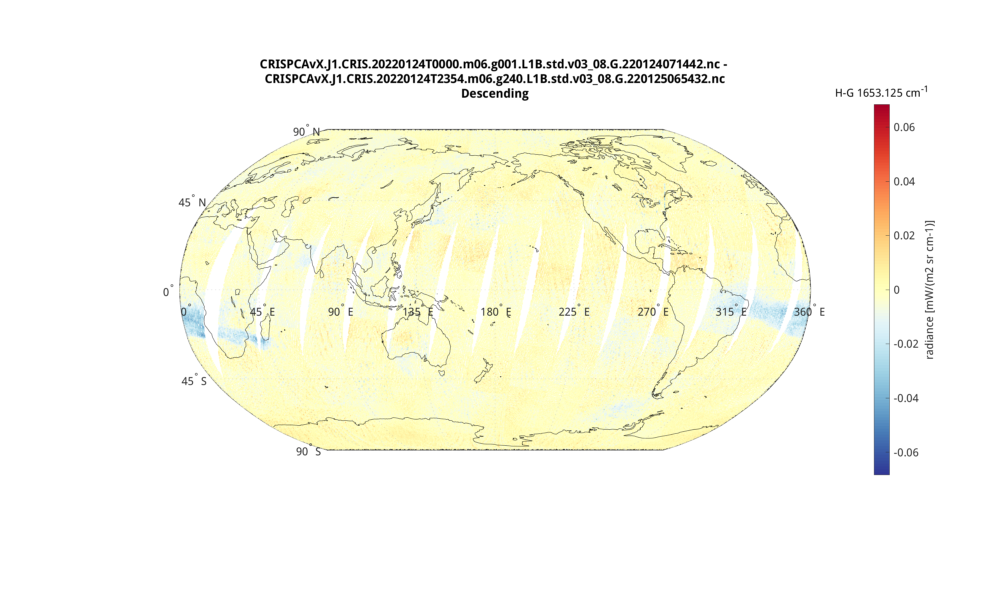 CRISPCAvX.J1.CRIS.20220124T0000.m06.g001.L1B.std.v03_08.G.220124071442.nc -
CRISPCAvX.J1.CRIS.20220124T2354.m06.g240.L1B.std.v03_08.G.220125065432.nc
Descending
H-G 1653.125 cm-1
90° N
45° N
0°
0° 45° E 90° E 135° E 180° E 225° E 270° E 315° E 360° E
45° S
90° S
0.06
0.04
0.02
0
-0.02
-0.04
-0.06
radiance [mW/(m2 sr cm-1)]